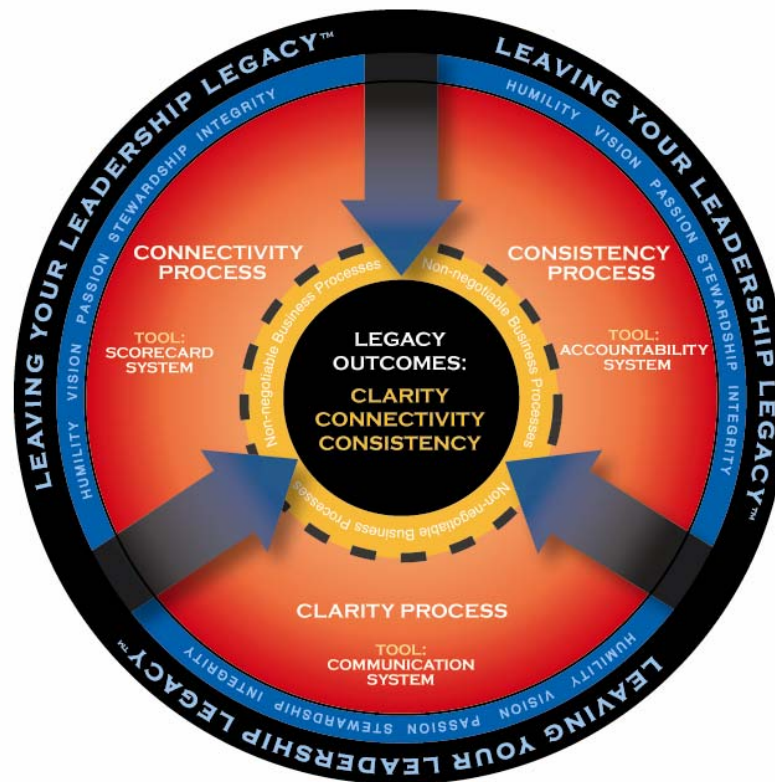 LEAVING YOUR LEADERSHIP LEGACY™
LEAVING YOUR LEADERSHIP LEGACY™
LEAVING YOUR LEADERSHIP LEGACY™
HUMILITY VISION PASSION STEWARDSHIP INTEGRITY
HUMILITY VISION PASSION STEWARDSHIP INTEGRITY
HUMILITY VISION PASSION STEWARDSHIP INTEGRITY
CONNECTIVITY
PROCESS
TOOL:
SCORECARD
SYSTEM
CONSISTENCY
PROCESS
TOOL:
ACCOUNTABILITY
SYSTEM
Non-negotiable Business Processes
Non-negotiable Business Processes
Non-negotiable Business Processes
LEGACY
OUTCOMES:
CLARITY
CONNECTIVITY
CONSISTENCY
CLARITY PROCESS
TOOL:
COMMUNICATION
SYSTEM